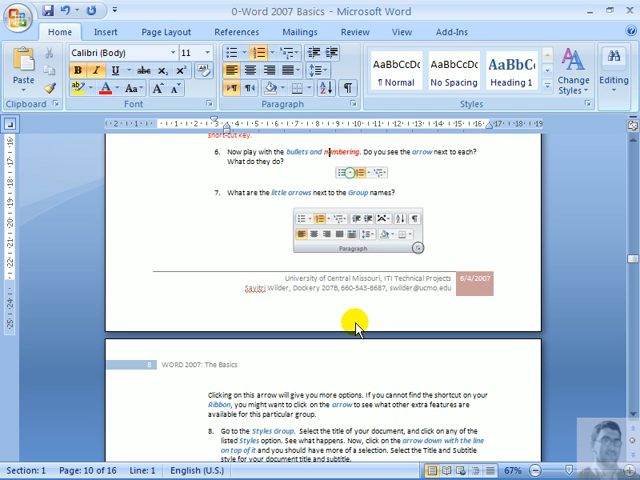 0-Word 2007 Basics - Microsoft Word
Home Insert Page Layout References Mailings Review View Add-Ins
Paste
Calibri (Body) 11
AaBbCcDc AaBbCcDc AaBbCc
¶ Normal No Spacing Heading 1
Change Styles
Editing
Clipboard Font Paragraph Styles
short-cut key.
6. Now play with the bullets and numbering. Do you see the arrow next to each?
What do they do?
7. What are the little arrows next to the Group names?
Paragraph
University of Central Missouri, ITI Technical Projects 6/4/2007
Savitri Wilder, Dockery 207B, 660-543-8687, swilder@ucmo.edu
8 WORD 2007: The Basics
Clicking on this arrow will give you more options. If you cannot find the shortcut on your
Ribbon, you might want to click on the arrow to see what other extra features are
available for this particular group.
8. Go to the Styles Group. Select the title of your document, and click on any of the
listed Styles option. See what happens. Now, click on the arrow down with the line
on top of it and you should have more of a selection. Select the Title and Subtitle
style for your document title and subtitle.
Section: 1 Page: 10 of 16 Line: 1 English (U.S.) 67%